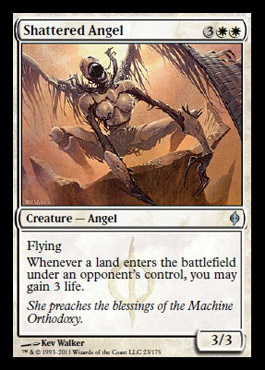 Shattered Angel 3
Creature — Angel
Flying
Whenever a land enters the battlefield
under an opponent's control, you may
gain 3 life.
She preaches the blessings of the Machine
Orthodoxy.
3/3
Kev Walker
™ & © 1993–2011 Wizards of the Coast LLC 23/175